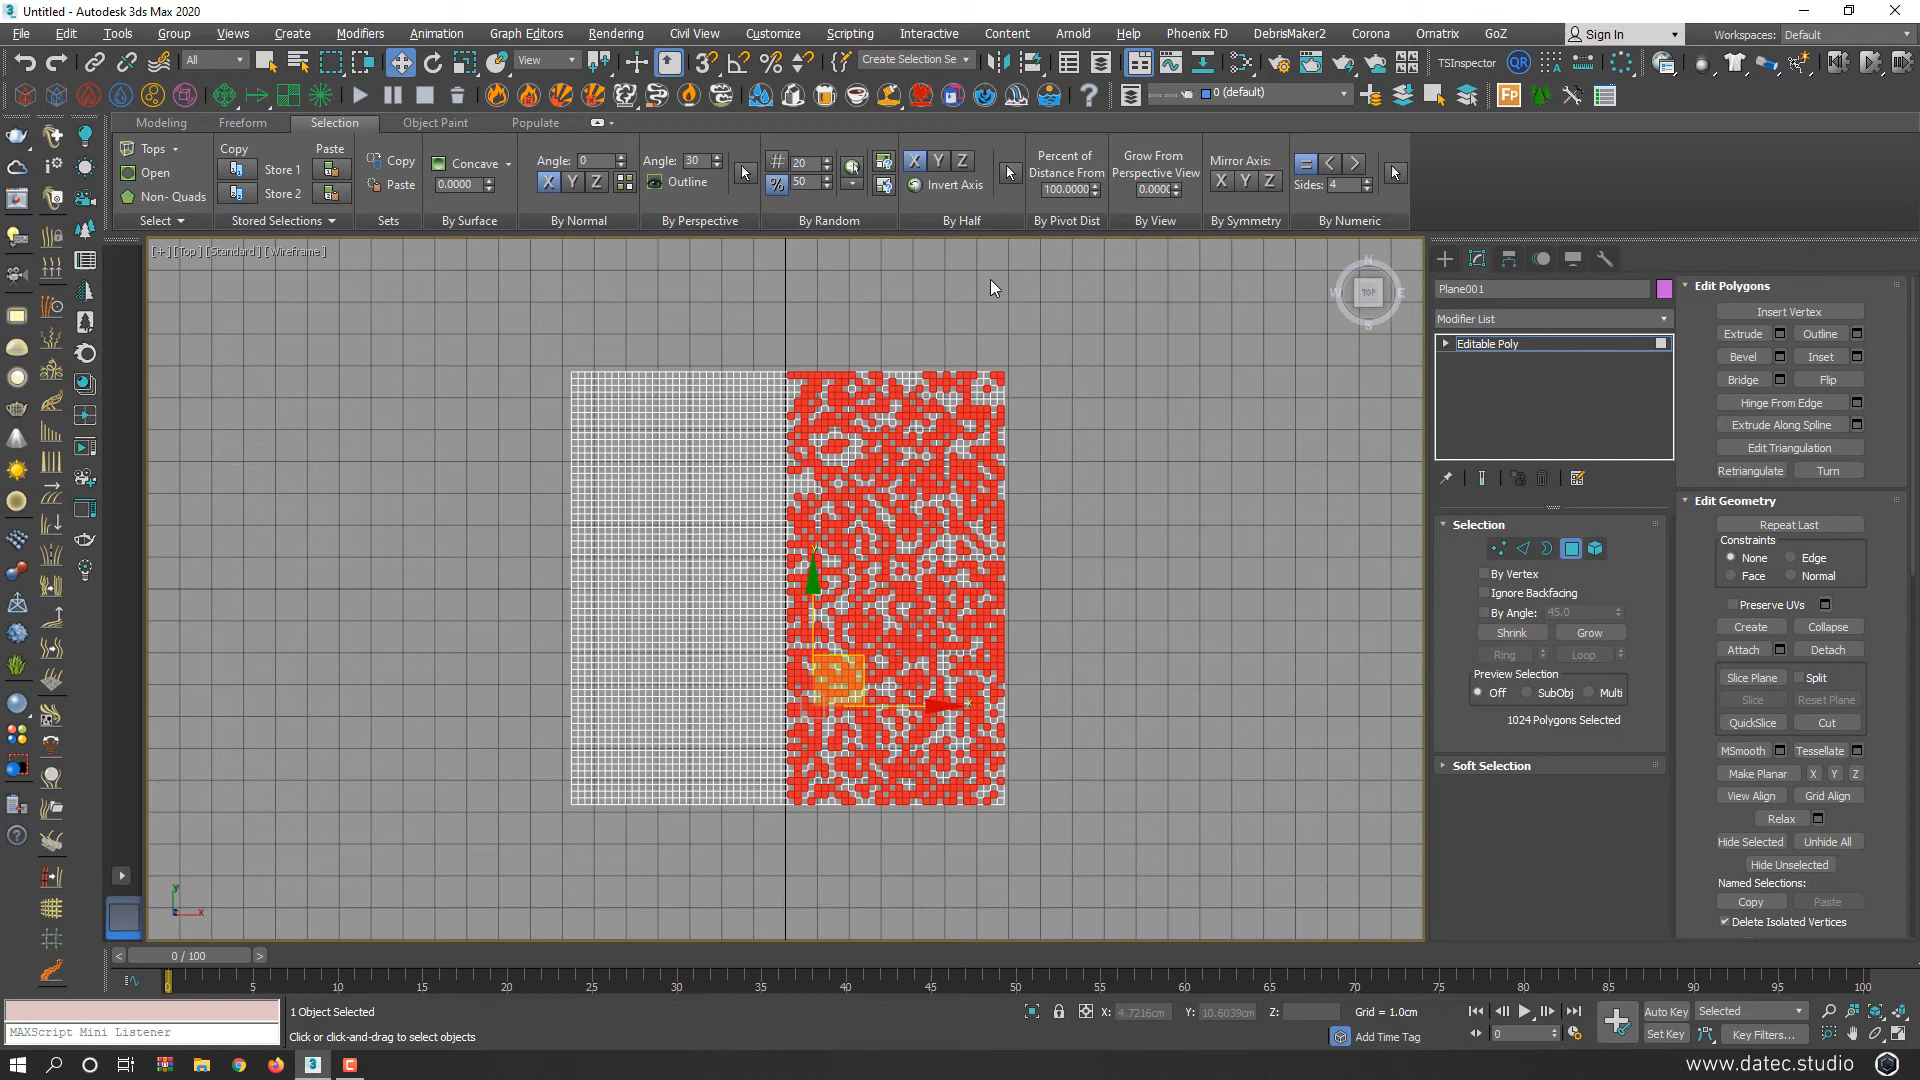 Untitled - Autodesk 3ds Max 2020
File Edit Tools Group Views Create Modifiers Animation Graph Editors Rendering Civil View Customize Scripting Interactive Content Arnold Help Phoenix FD DebrisMaker2 Corona Ornatrix GoZ Sign In Workspaces: Default
All View Create Selection Se TSInspector QR
0 (default) Fp
Modeling Freeform Selection Object Paint Populate
Tops Open Non-Quads
Select
Copy Paste
Store 1
Store 2
Stored Selections
Copy
Paste
Sets
Concave
0.0000
By Surface
Angle: 0
X Y Z
By Normal
Angle: 30
Outline
By Perspective
# 20
% 50
By Random
X Y Z
Invert Axis
By Half
Percent of
Distance From
100.0000
By Pivot Dist
Grow From
Perspective View
0.0000
By View
Mirror Axis:
X Y Z
By Symmetry
= < >
Sides: 4
By Numeric
[+] [Top] [Standard] [Wireframe]
N
W TOP E
S
y
x
y
z x
Plane001
Modifier List
Editable Poly
Selection
By Vertex
Ignore Backfacing
By Angle: 45.0
Shrink Grow
Ring Loop
Preview Selection
Off SubObj Multi
1024 Polygons Selected
Soft Selection
Edit Polygons
Insert Vertex
Extrude Outline
Bevel Inset
Bridge Flip
Hinge From Edge
Extrude Along Spline
Edit Triangulation
Retriangulate Turn
Edit Geometry
Repeat Last
Constraints
None Edge
Face Normal
Preserve UVs
Create Collapse
Attach Detach
Slice Plane Split
Slice Reset Plane
QuickSlice Cut
MSmooth Tessellate
Make Planar X Y Z
View Align Grid Align
Relax
Hide Selected Unhide All
Hide Unselected
Named Selections:
Copy Paste
Delete Isolated Vertices
< 0 / 100 >
0 5 10 15 20 25 30 35 40 45 50 55 60 65 70 75 80 85 90 95 100
MAXScript Mini Listener
1 Object Selected
Click or click-and-drag to select objects
X: 4.7216cm Y: 10.6039cm Z: Grid = 1.0cm
Add Time Tag
0
Auto Key Selected
Set Key Key Filters...
3 C
www.datec.studio